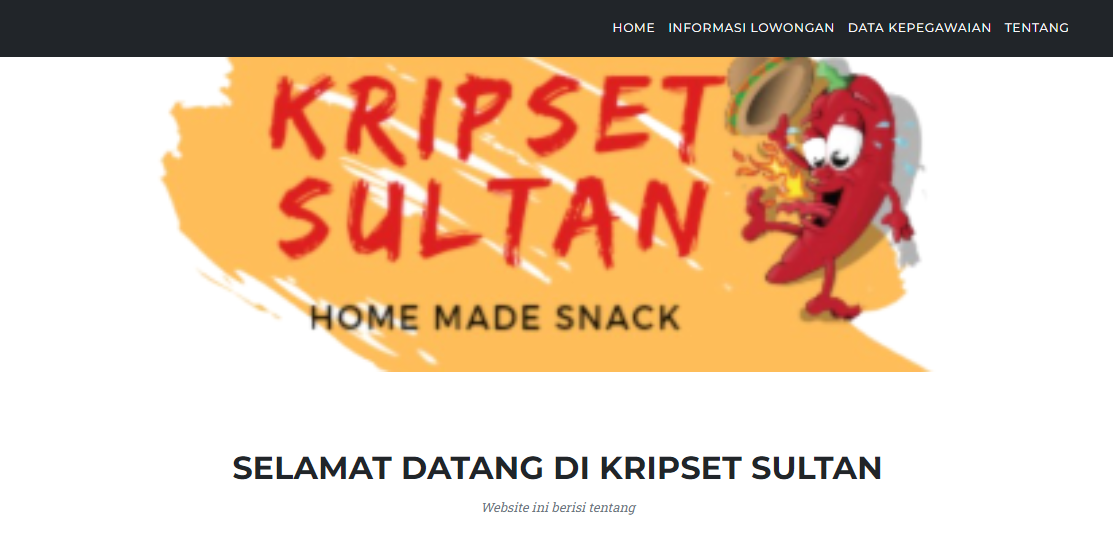 HOME INFORMASI LOWONGAN DATA KEPEGAWAIAN TENTANG
KRIPSET
SULTAN
HOME MADE SNACK
SELAMAT DATANG DI KRIPSET SULTAN
Website ini berisi tentang